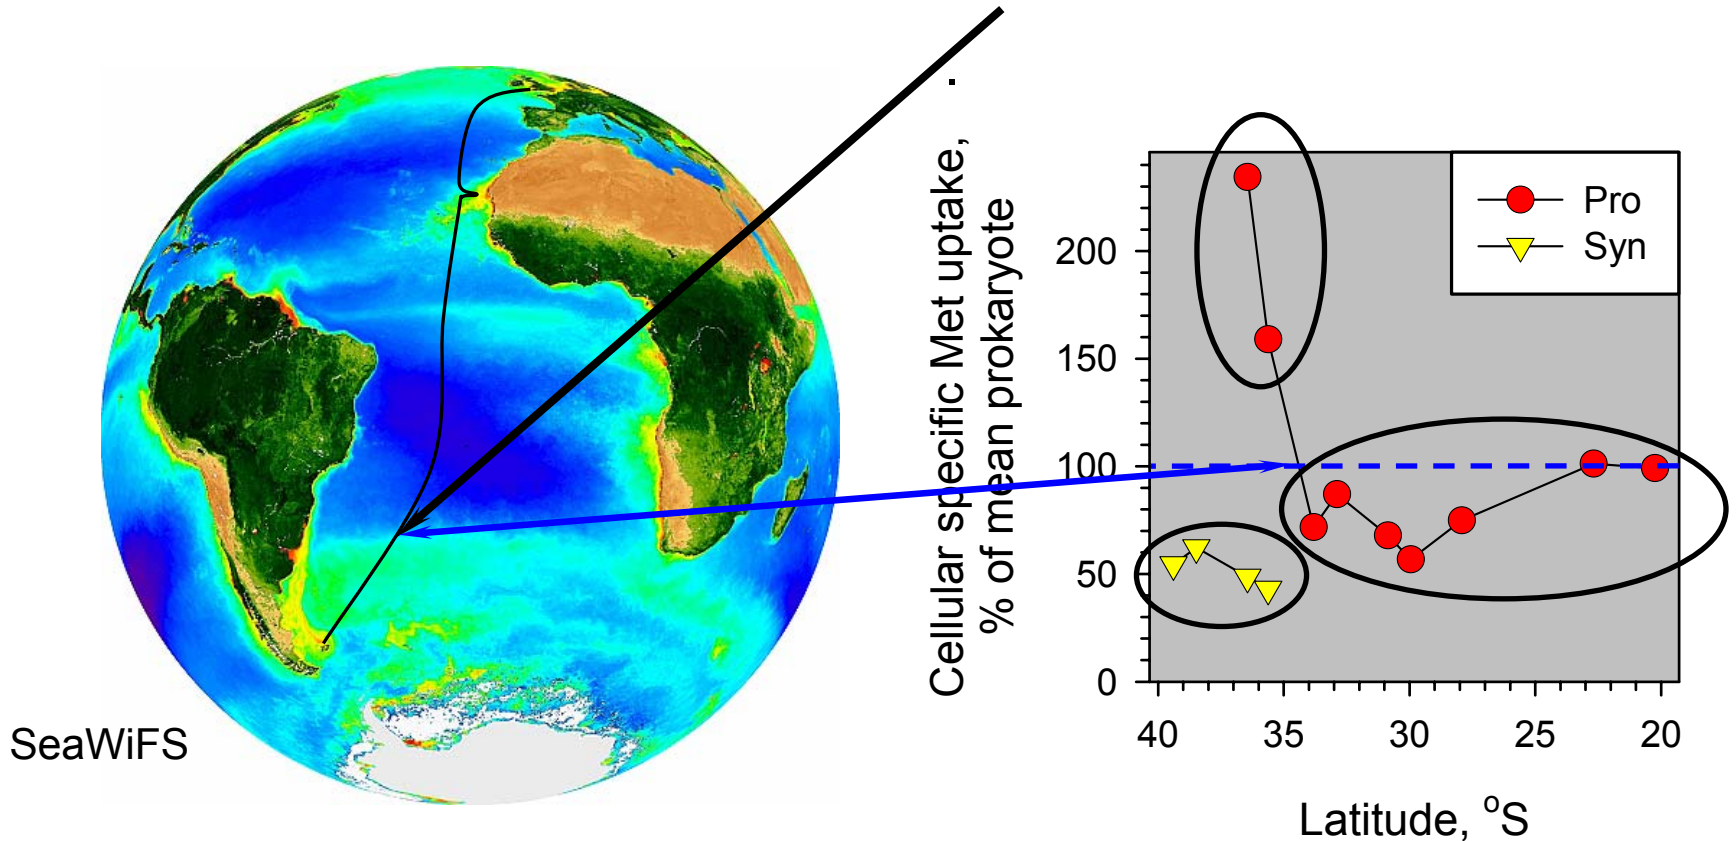 SeaWiFS
Cellular specific Met uptake, .
% of mean prokaryote
200
150
100
50
0
Pro
Syn
40 35 30 25 20
Latitude, °S